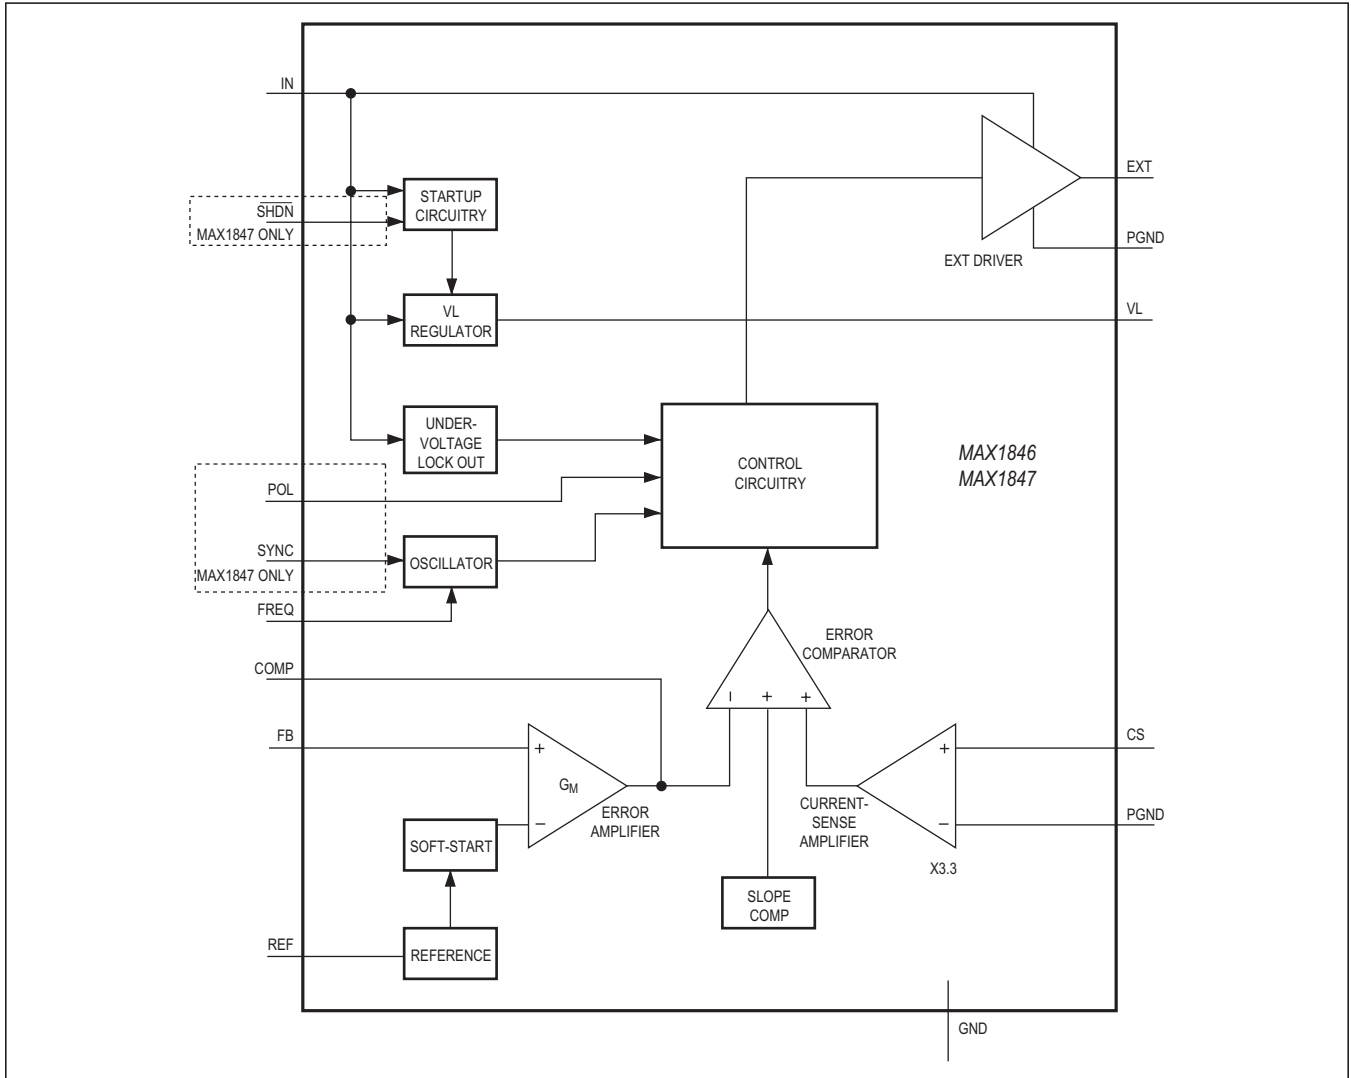 IN
STARTUP
CIRCUITRY
SHDN
MAX1847 ONLY
EXT
PGND
EXT DRIVER
VL
REGULATOR
VL
UNDER-
VOLTAGE
LOCK OUT
CONTROL
CIRCUITRY
MAX1846
MAX1847
POL
SYNC
MAX1847 ONLY
OSCILLATOR
FREQ
ERROR
COMPARATOR
COMP
− + +
FB
+
GM
−
ERROR
AMPLIFIER
CURRENT-
SENSE
AMPLIFIER
+
−
X3.3
CS
PGND
SOFT-START
SLOPE
COMP
REF
REFERENCE
GND